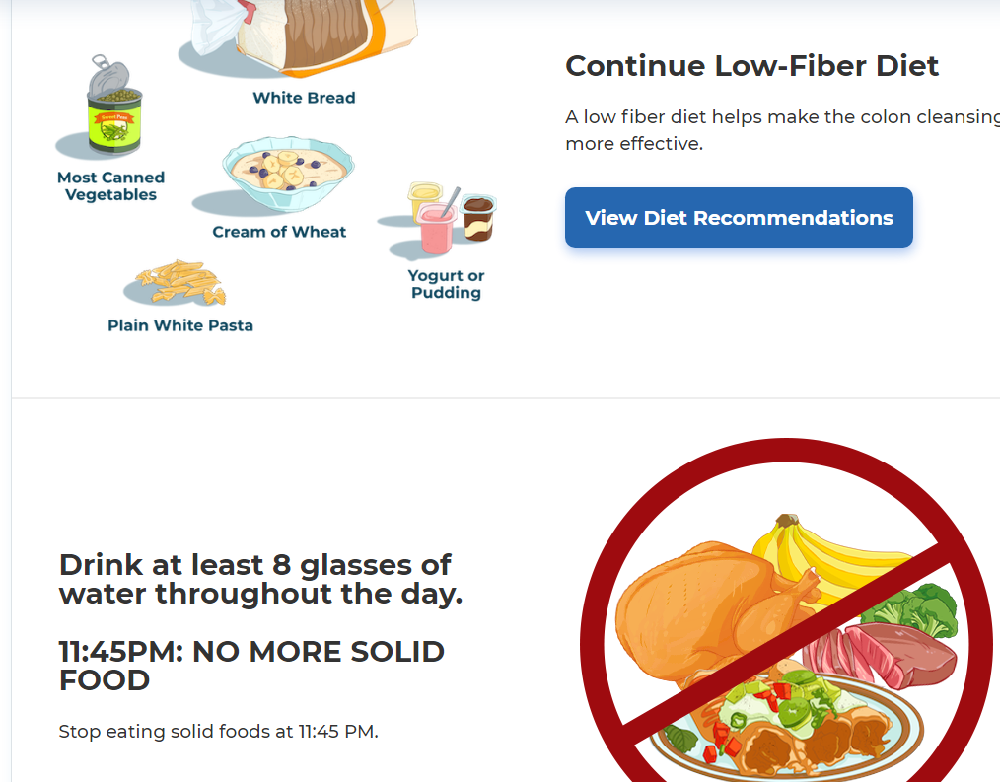 White Bread
Sweet Peas
Most Canned
Vegetables
Cream of Wheat
Yogurt or
Pudding
Plain White Pasta
Continue Low-Fiber Diet
A low fiber diet helps make the colon cleansing
more effective.
View Diet Recommendations
Drink at least 8 glasses of
water throughout the day.
11:45PM: NO MORE SOLID
FOOD
Stop eating solid foods at 11:45 PM.